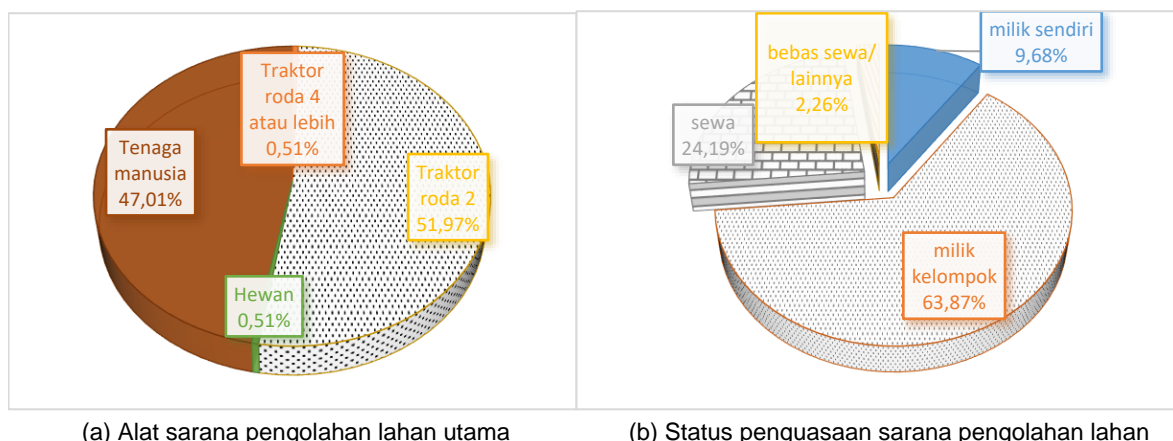 Traktor
roda 4
atau lebih
0,51%
Tenaga
manusia
47,01%
Traktor
roda 2
51,97%
Hewan
0,51%
(a) Alat sarana pengolahan lahan utama
bebas sewa/
lainnya
2,26%
milik sendiri
9,68%
sewa
24,19%
milik
kelompok
63,87%
(b) Status penguasaan sarana pengolahan lahan